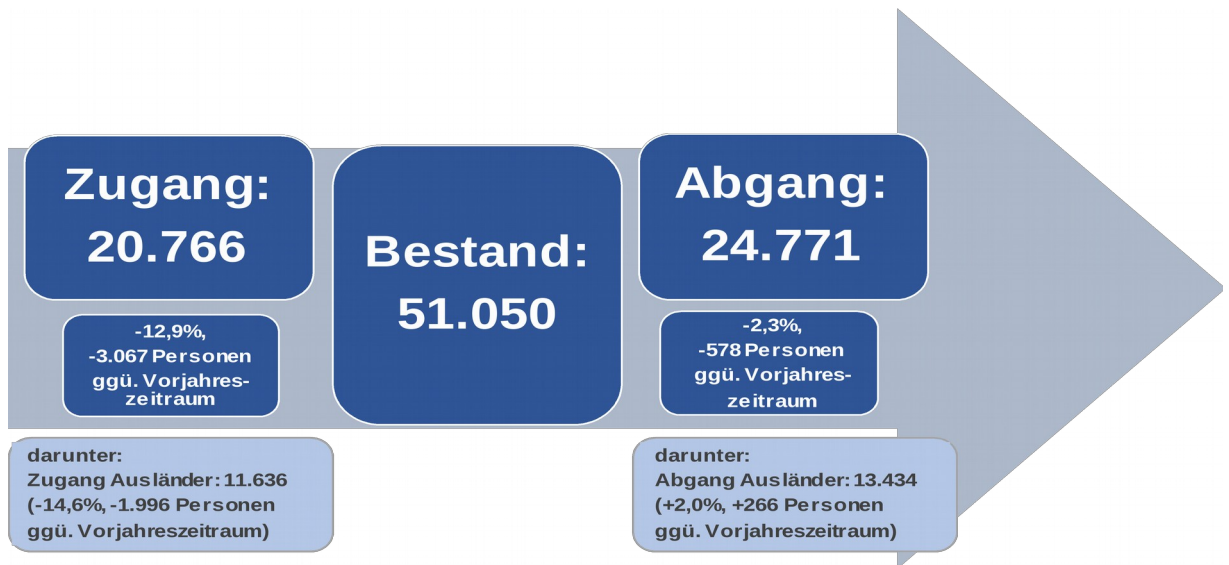 Zugang:
20.766
-12,9%,
-3.067 Personen
ggü. Vorjahres-
zeitraum
darunter:
Zugang Ausländer: 11.636
(-14,6%, -1.996 Personen
ggü. Vorjahreszeitraum)
Bestand:
51.050
Abgang:
24.771
-2,3%,
-578 Personen
ggü. Vorjahres-
zeitraum
darunter:
Abgang Ausländer: 13.434
(+2,0%, +266 Personen
ggü. Vorjahreszeitraum)